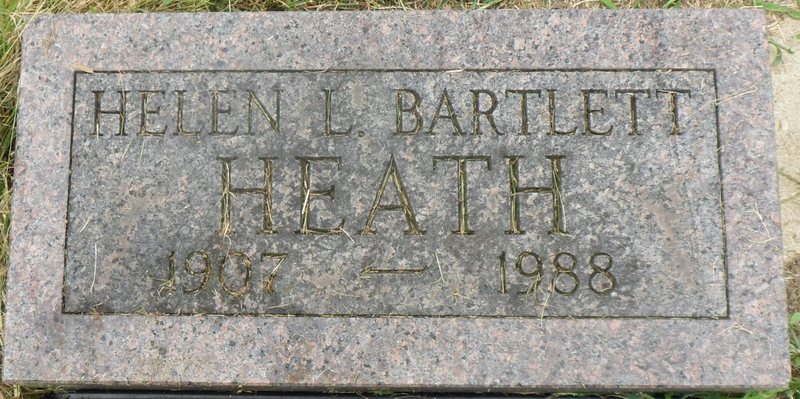 HELEN L. BARTLETT
HEATH
1907 — 1988